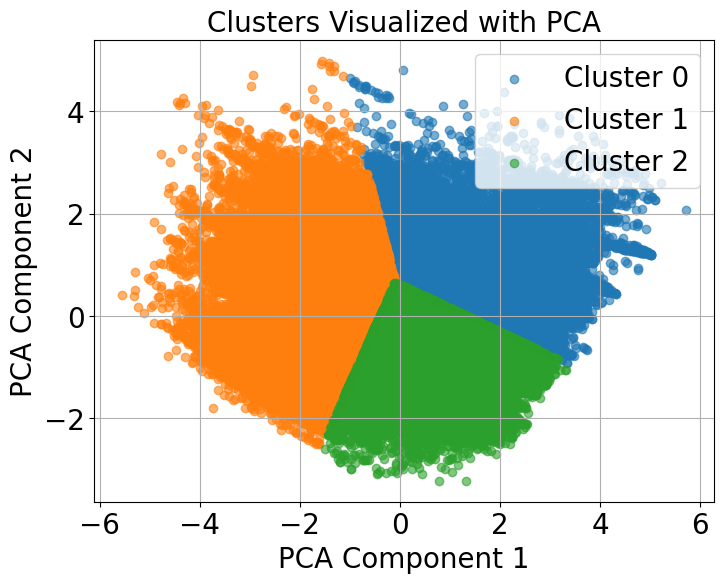 Clusters Visualized with PCA
Cluster 0
Cluster 1
Cluster 2
PCA Component 2
4
2
0
−2
−6 −4 −2 0 2 4 6
PCA Component 1